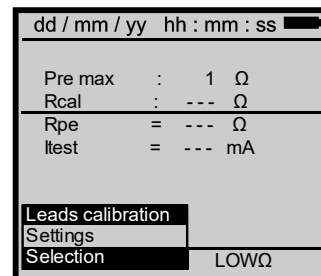 dd / mm / yy hh : mm : ss
Pre max : 1 Ω
Rcal : - - - Ω
Rpe = - - - Ω
Itest = - - - mA
Leads calibration
Settings
Selection LOWΩ